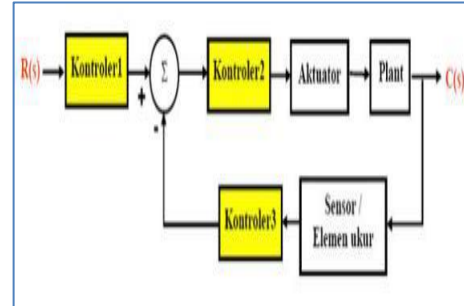 R(s)
Kontroler1
+
-
Σ
Kontroler2
Aktuator
Plant
C(s)
Kontroler3
Sensor /
Elemen ukur